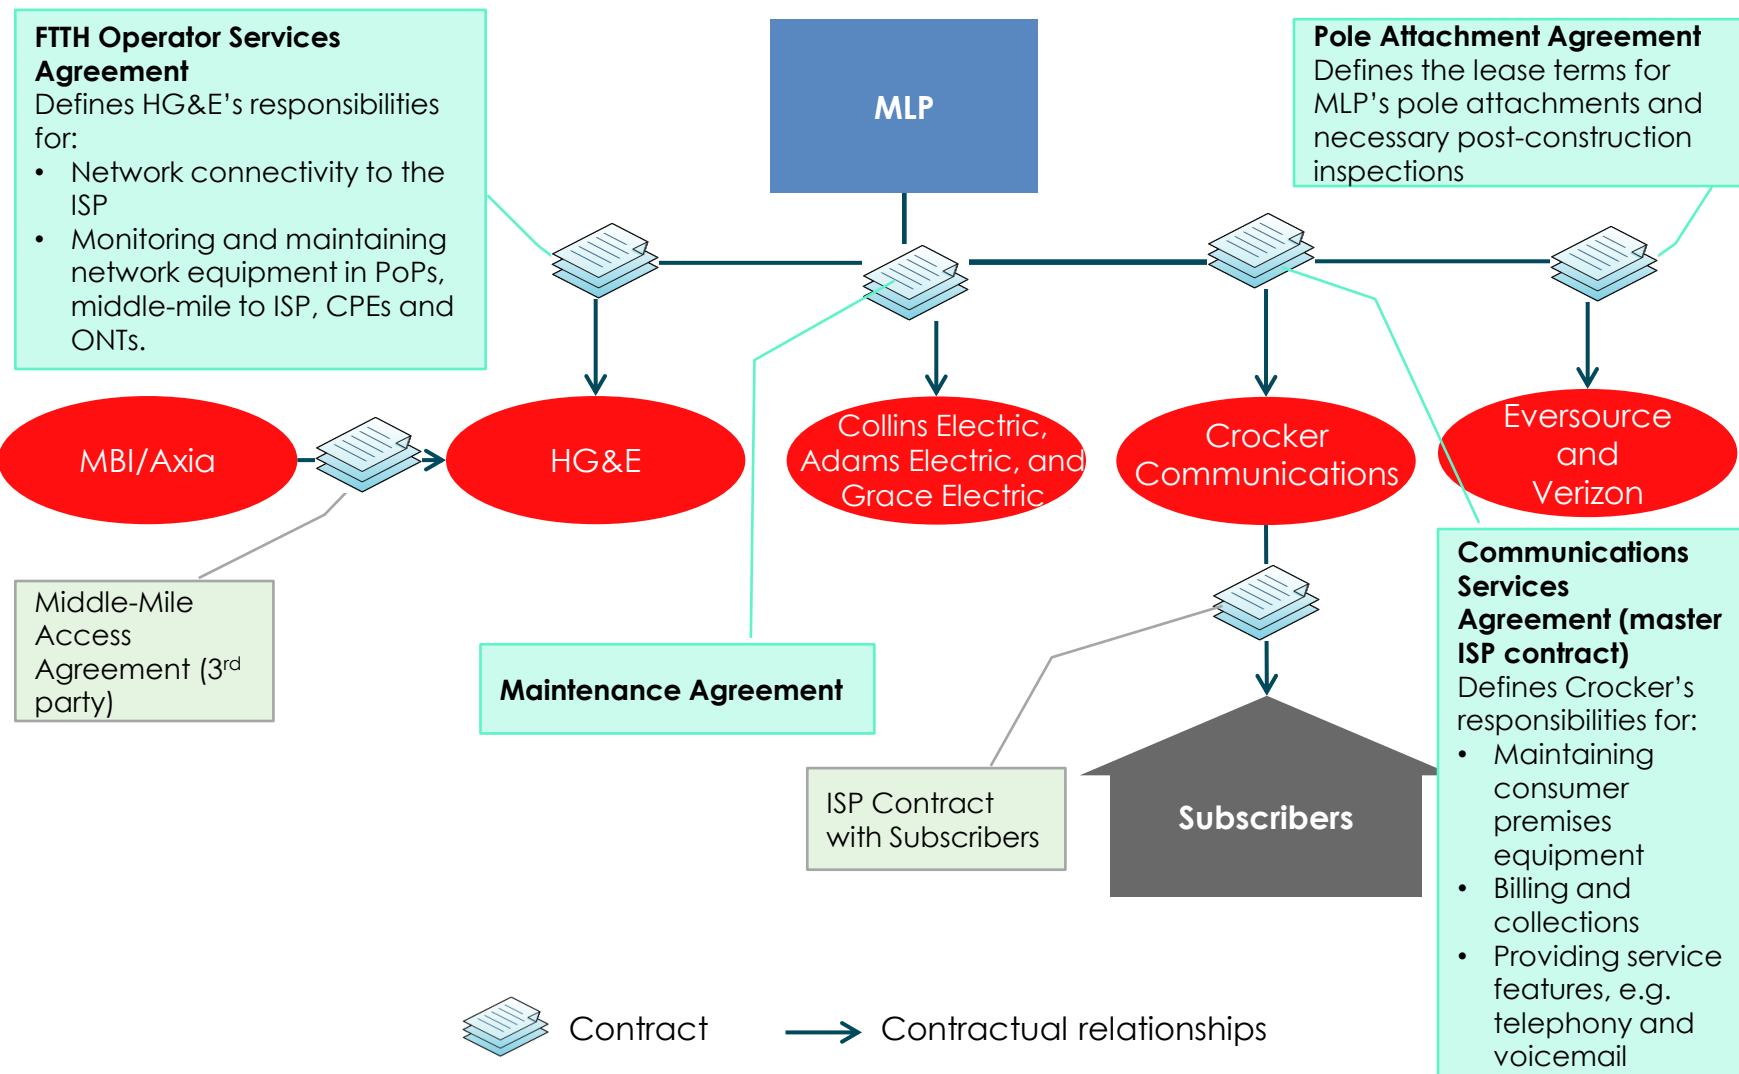 FTTH Operator Services
Agreement
Defines HG&E’s responsibilities
for:
• Network connectivity to the
ISP
• Monitoring and maintaining
network equipment in PoPs,
middle-mile to ISP, CPEs and
ONTs.
MLP
Pole Attachment Agreement
Defines the lease terms for
MLP’s pole attachments and
necessary post-construction
inspections
MBI/Axia
HG&E
Collins Electric,
Adams Electric, and
Grace Electric
Crocker
Communications
Eversource
and
Verizon
Middle-Mile
Access
Agreement (3rd
party)
Maintenance Agreement
ISP Contract
with Subscribers
Subscribers
Communications
Services
Agreement (master
ISP contract)
Defines Crocker’s
responsibilities for:
• Maintaining
consumer
premises
equipment
• Billing and
collections
• Providing service
features, e.g.
telephony and
voicemail
Contract
Contractual relationships